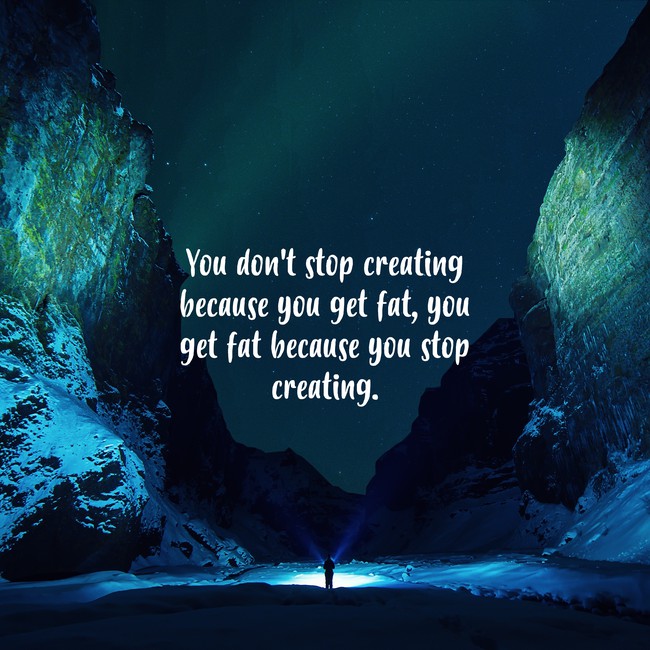 You don't stop creating
because you get fat, you
get fat because you stop
creating.